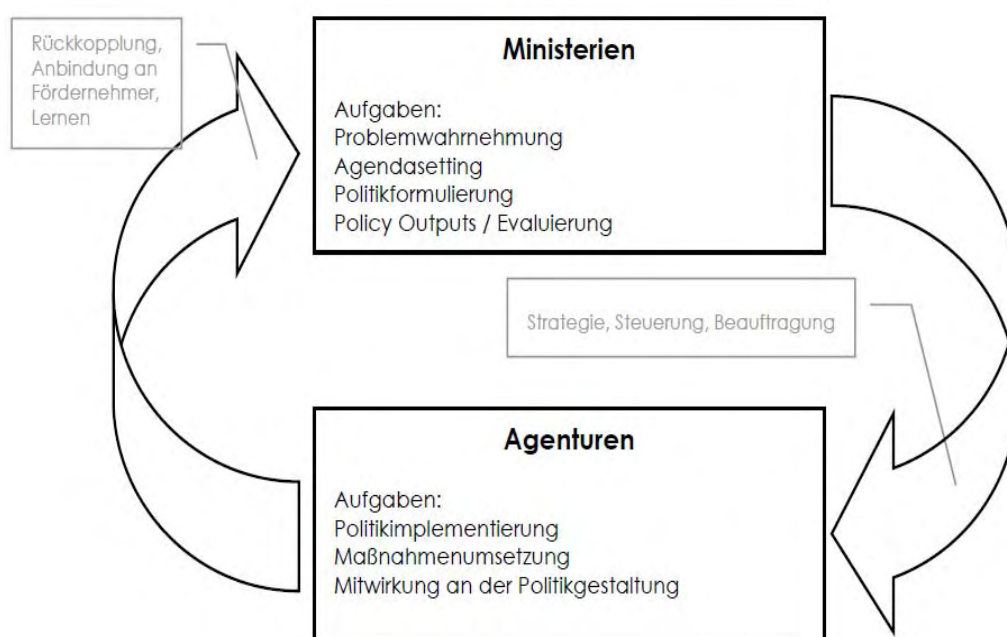 Rückkopplung,
Anbindung an
Fördernehmer,
Lernen
Ministerien
Aufgaben:
Problemwahrnehmung
Agendasetting
Politikformulierung
Policy Outputs / Evaluierung
Strategie, Steuerung, Beauftragung
Agenturen
Aufgaben:
Politikimplementierung
Maßnahmenumsetzung
Mitwirkung an der Politikgestaltung